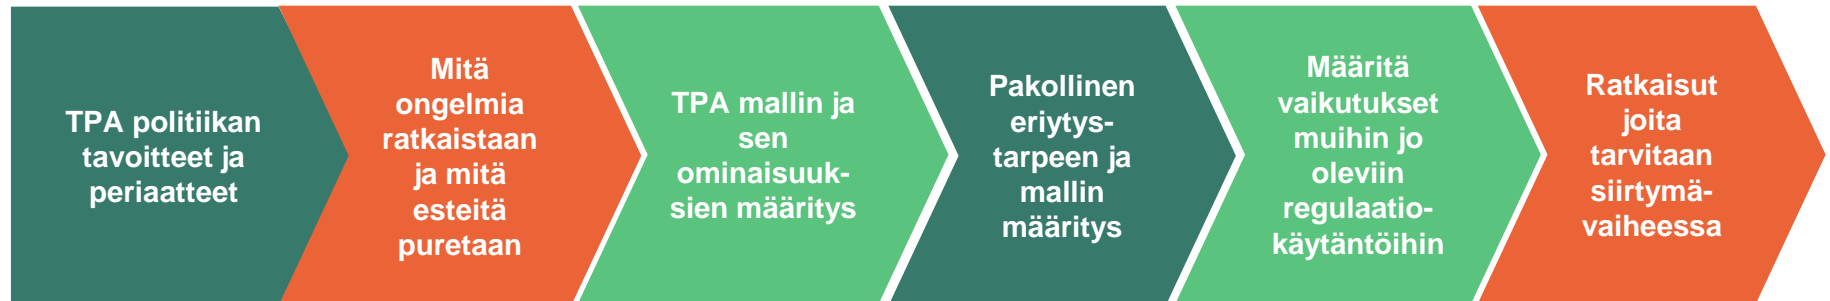 TPA politiikan
tavoitteet ja
periaatteet
Mitä
ongelmia
ratkaistaan
ja mitä
esteitä
puretaan
TPA mallin ja
sen
ominaisuuk-
sien määritys
Pakollinen
eriytys-
tarpeen ja
mallin
määritys
Määritä
vaikutukset
muihin jo
oleviin
regulaatio-
käytäntöihin
Ratkaisut
joita
tarvitaan
siirtymä-
vaiheessa